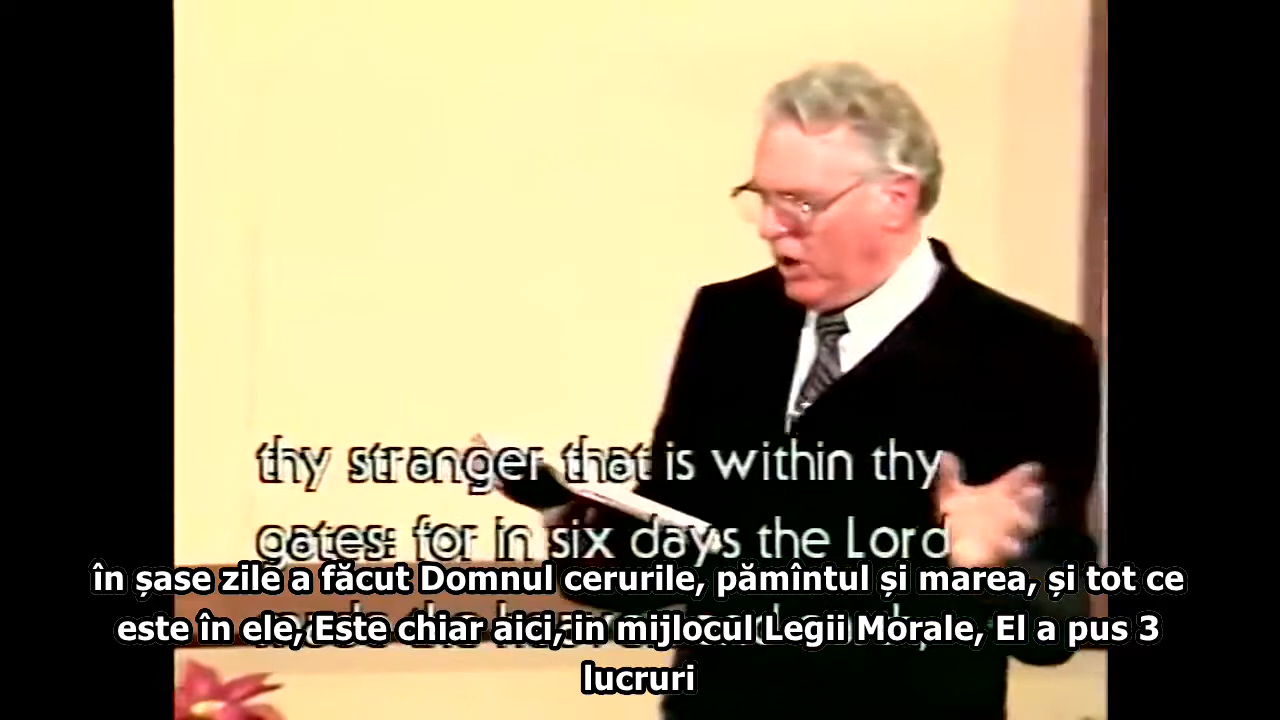 thy stranger that is within thy
gates: for in six days the Lord
în șase zile a făcut Domnul cerurile, pămîntul și marea, și tot ce
este în ele, Este chiar aici, in mijlocul Legii Morale, El a pus 3
lucruri